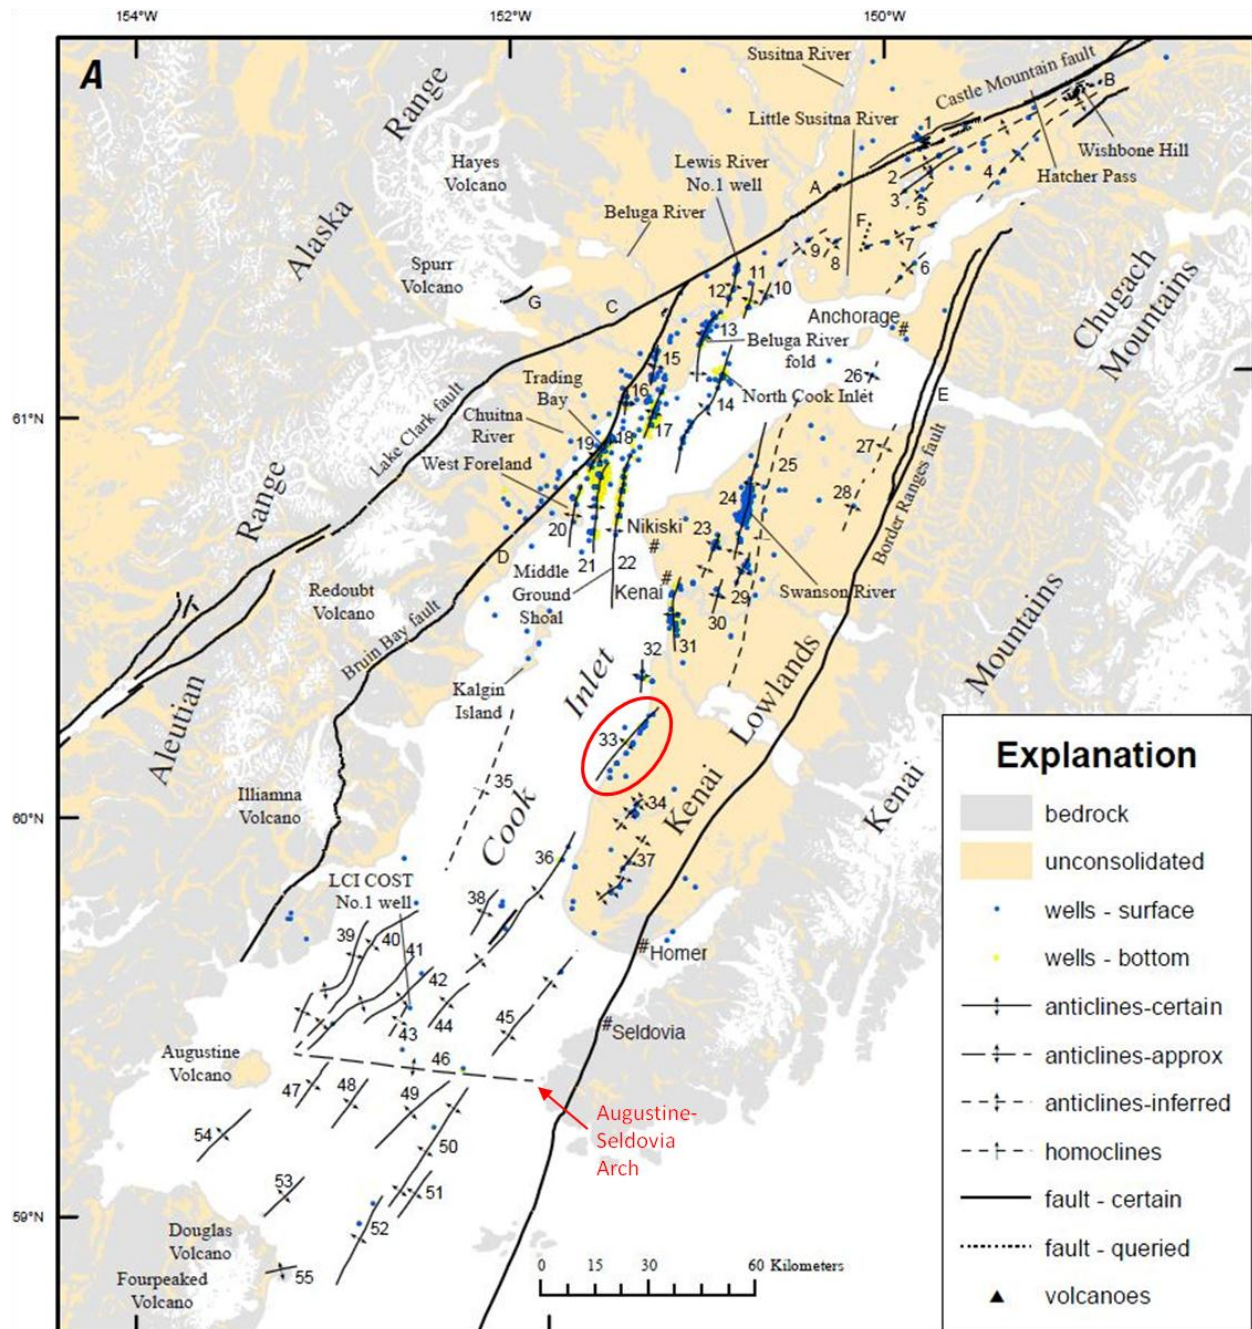 154°W
152°W
150°W
A
Alaska
Range
Hayes
Volcano
Susitna River
Castle Mountain fault
Little Susitna River
Lewis River
No.1 well
Beluga River
Spurr
Volcano
B
1
Wishbone Hill
Hatcher Pass
2
3
4
5
A
F
7
9
8
6
G
C
11
12
10
Anchorage
#
Chugach
Mountains
13
Beluga River
fold
15
Trading
Bay
16
26
North Cook Inlet
E
61°N
Lake Clark fault
Chuitna
River
14
17
18
19
West Foreland
25
27
24
28
Border Ranges fault
Range
20
Nikiski
#
23
D
21
22
Middle
Ground
Shoal
Kenai
#
Swanson River
29
30
Redoubt
Volcano
Bruin Bay fault
31
32
Mountains
Kalgin
Island
Inlet
Lowlands
Aleutian
33
35
Illiamna
Volcano
34
Kenai
Kenai
60°N
Cook
36
37
LCI COST
No.1 well
38
39
40
41
42
#Homer
44
45
43
#Seldovia
46
Augustine
Volcano
47
48
49
Augustine-
Seldovia
Arch
54
50
53
51
59°N
52
Douglas
Volcano
55
Fourpeaked
Volcano
0 15 30 60 Kilometers
Explanation
bedrock
unconsolidated
wells - surface
wells - bottom
anticlines-certain
anticlines-approx
anticlines-inferred
homoclines
fault - certain
fault - queried
volcanoes